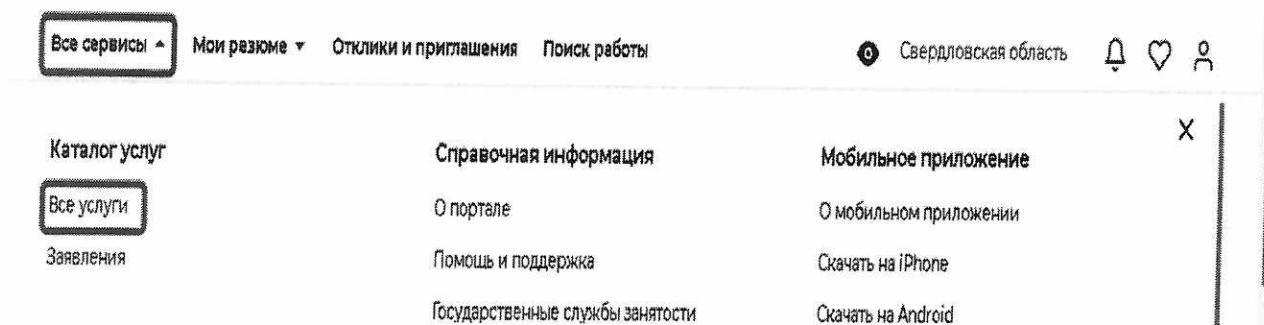 Все сервисы ▲ Мои резюме ▼ Отклики и приглашения Поиск работы Свердловская область
X
Каталог услуг
Все услуги
Заявления
Справочная информация
О портале
Помощь и поддержка
Государственные службы занятости
Мобильное приложение
О мобильном приложении
Скачать на iPhone
Скачать на Android